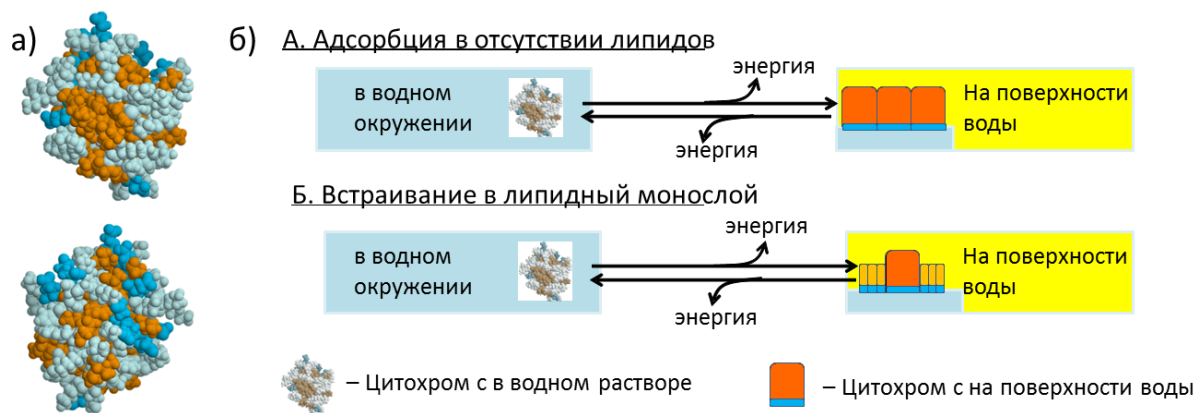 а)
б)
А. Адсорбция в отсутствии липидов
в водном
окружении
энергия
энергия
На поверхности
воды
Б. Встраивание в липидный монослой
в водном
окружении
энергия
энергия
На поверхности
воды
– Цитохром с в водном растворе
– Цитохром с на поверхности воды